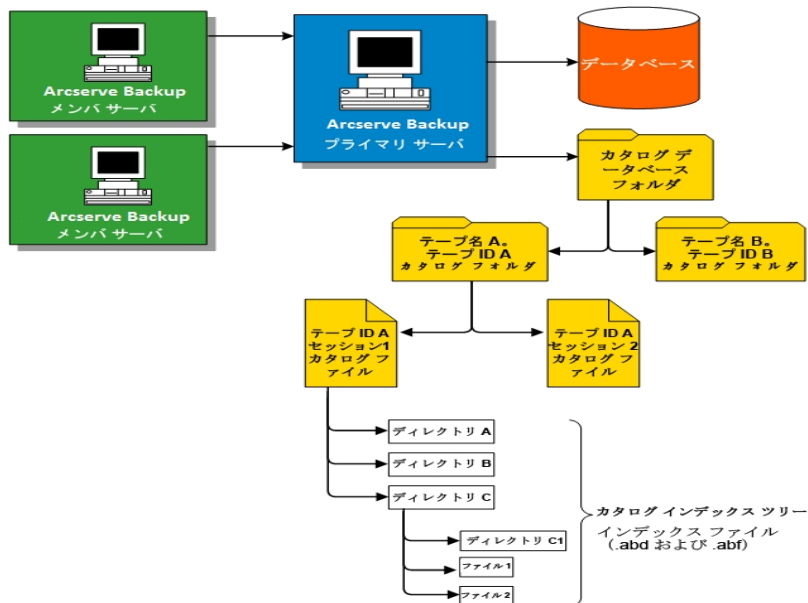 Arcserve Backup
メンバ サーバ
Arcserve Backup
プライマリ サーバ
データベース
Arcserve Backup
メンバ サーバ
カタログ デ
ータベース
フォルダ
テープ名 A。
テープ ID A
カタログ フォルダ
テープ名 B。
テープ ID B
カタログ フォルダ
テープ ID A
セッション1
カタログ フ
ァイル
テープ ID A
セッション 2
カタログ フ
ァイル
ディレクトリ A
ディレクトリ B
ディレクトリ C
ディレクトリ C1
ファイル 1
ファイル 2
カタログ インデックス ツリー
インデックス ファイル
(.abd および .abf)